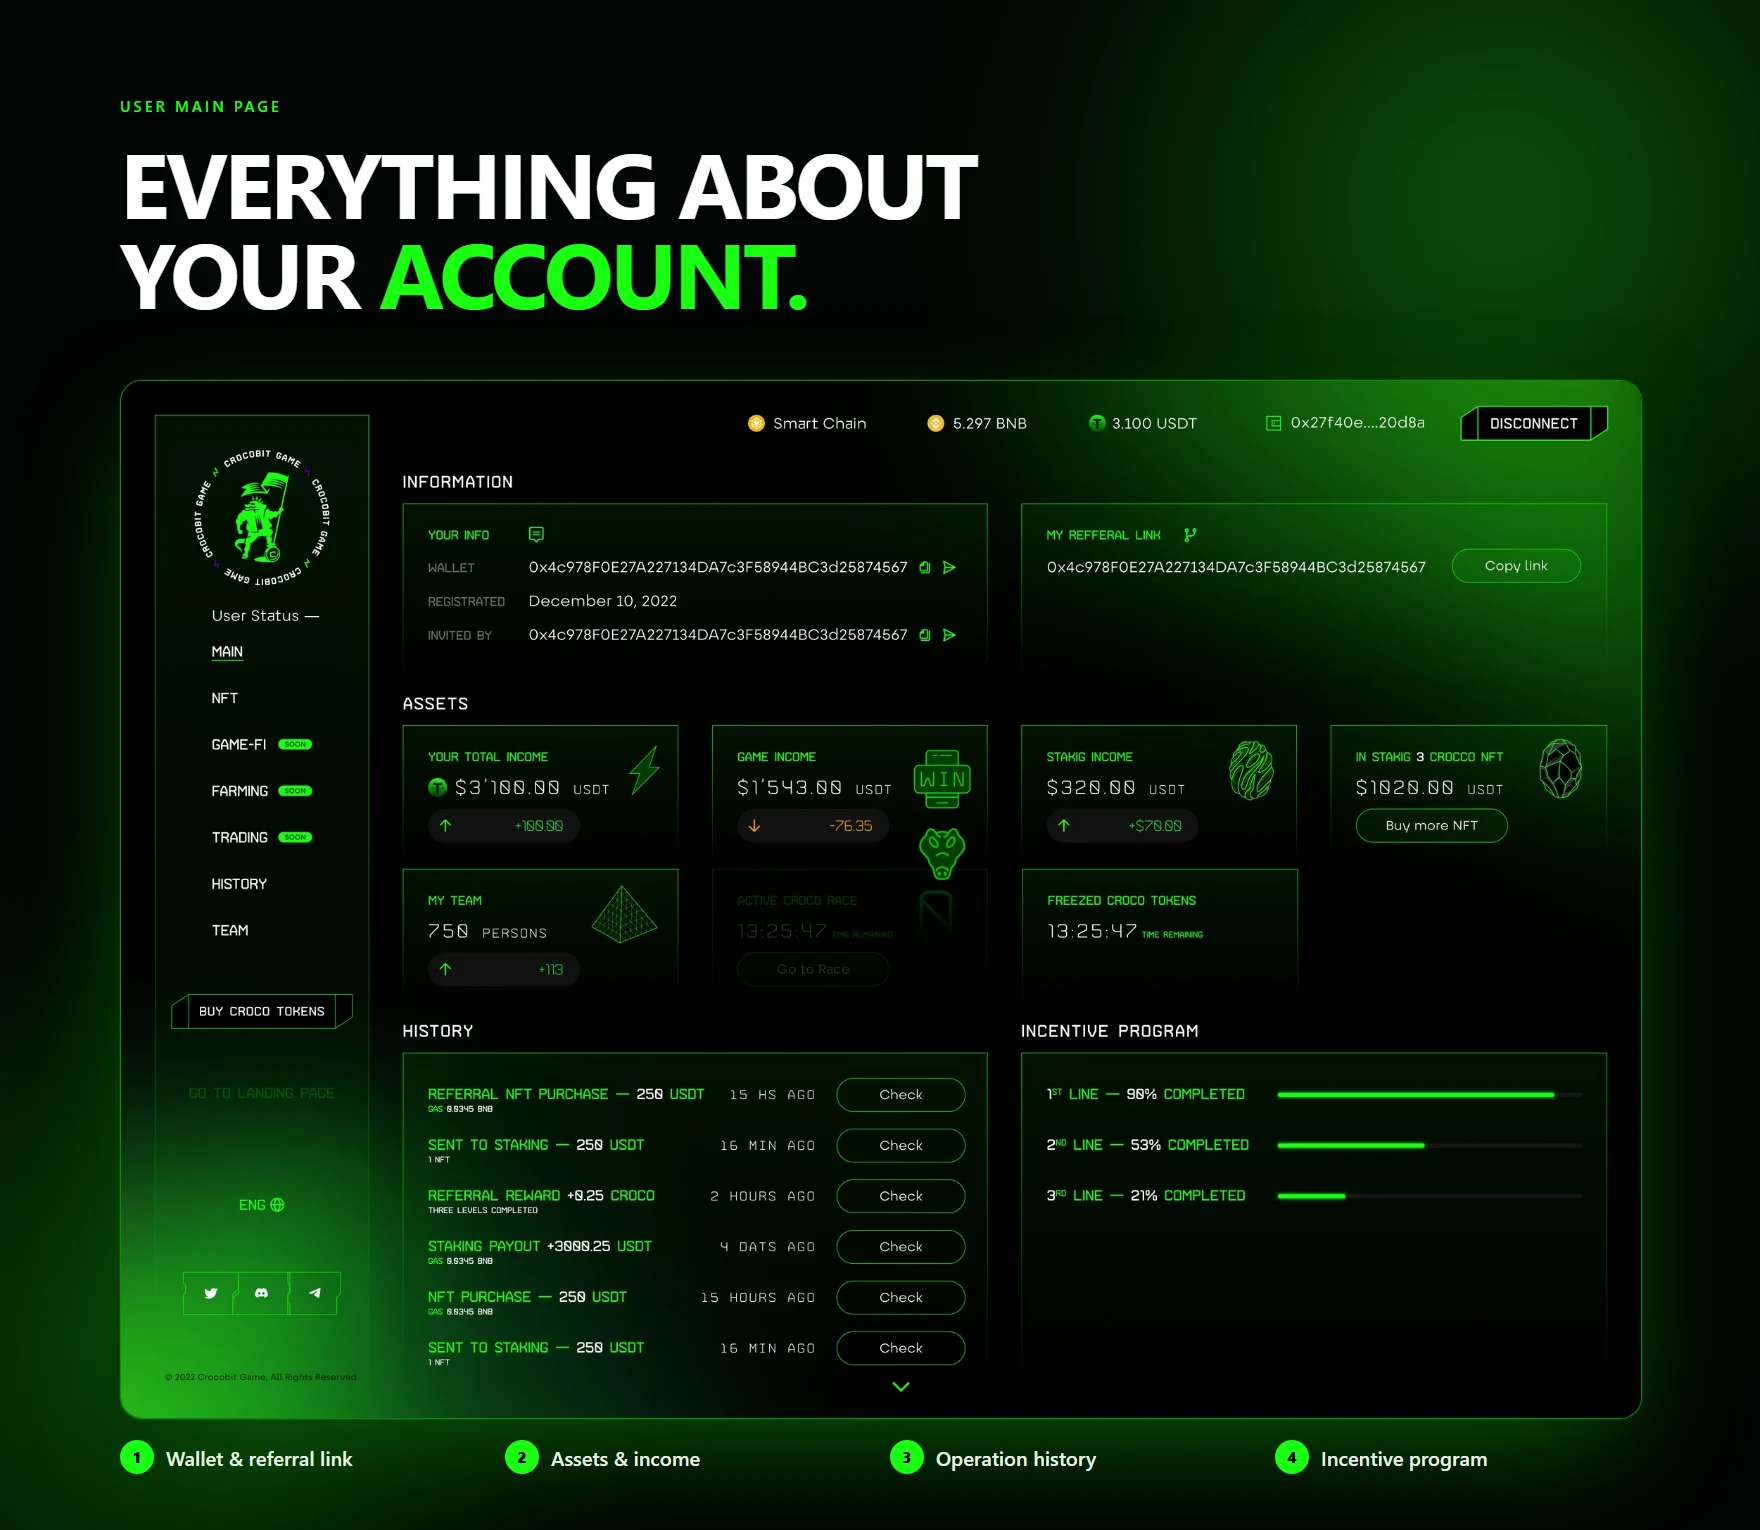 USER MAIN PAGE
EVERYTHING ABOUT
YOUR ACCOUNT.
CROCOBIT GAME CROCOBIT GAME CROCOBIT GAME CROCOBIT GAME
User Status —
MAIN
NFT
GAME-FI SOON
FARMING SOON
TRADING SOON
HISTORY
TEAM
BUY CROCO TOKENS
GO TO LANDING PAGE
ENG
© 2022 Crocobit Game, All Rights Reserved.
Smart Chain 5.297 BNB 3.100 USDT 0x27f40e....20d8a DISCONNECT
INFORMATION
YOUR INFO
WALLET 0x4c978F0E27A227134DA7c3F58944BC3d25874567
REGISTRATED December 10, 2022
INVITED BY 0x4c978F0E27A227134DA7c3F58944BC3d25874567
MY REFFERAL LINK
0x4c978F0E27A227134DA7c3F58944BC3d25874567 Copy link
ASSETS
YOUR TOTAL INCOME
$3'100.00 USDT
+100.00
GAME INCOME
$1'543.00 USDT
-76.35
WIN
STAKIG INCOME
$320.00 USDT
+$70.00
IN STAKIG 3 CROCCO NFT
$1020.00 USDT
Buy more NFT
MY TEAM
750 PERSONS
+113
ACTIVE CROCO RACE
13:25:47 TIME REMAINING
Go to Race
FREEZED CROCO TOKENS
13:25:47 TIME REMAINING
HISTORY
REFERRAL NFT PURCHASE — 250 USDT 15 HS AGO Check
GAS 0.0345 BNB
SENT TO STAKING — 250 USDT 16 MIN AGO Check
1 NFT
REFERRAL REWARD +0.25 CROCO 2 HOURS AGO Check
THREE LEVELS COMPLETED
STAKING PAYOUT +3000.25 USDT 4 DATS AGO Check
GAS 0.0345 BNB
NFT PURCHASE — 250 USDT 15 HOURS AGO Check
GAS 0.0345 BNB
SENT TO STAKING — 250 USDT 16 MIN AGO Check
1 NFT
INCENTIVE PROGRAM
1ST LINE — 90% COMPLETED
2ND LINE — 53% COMPLETED
3RD LINE — 21% COMPLETED
1 Wallet & referral link
2 Assets & income
3 Operation history
4 Incentive program